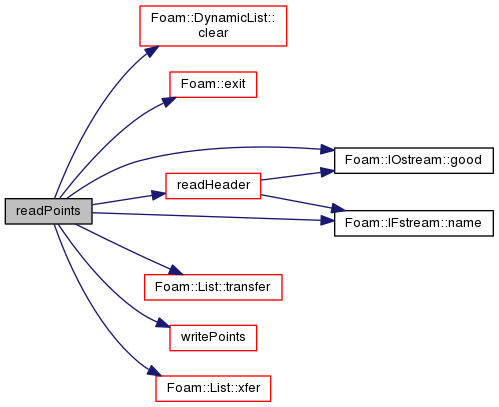 Foam::DynamicList::
clear
Foam::exit
Foam::IOstream::good
readHeader
readPoints
Foam::IFstream::name
Foam::List::transfer
writePoints
Foam::List::xfer